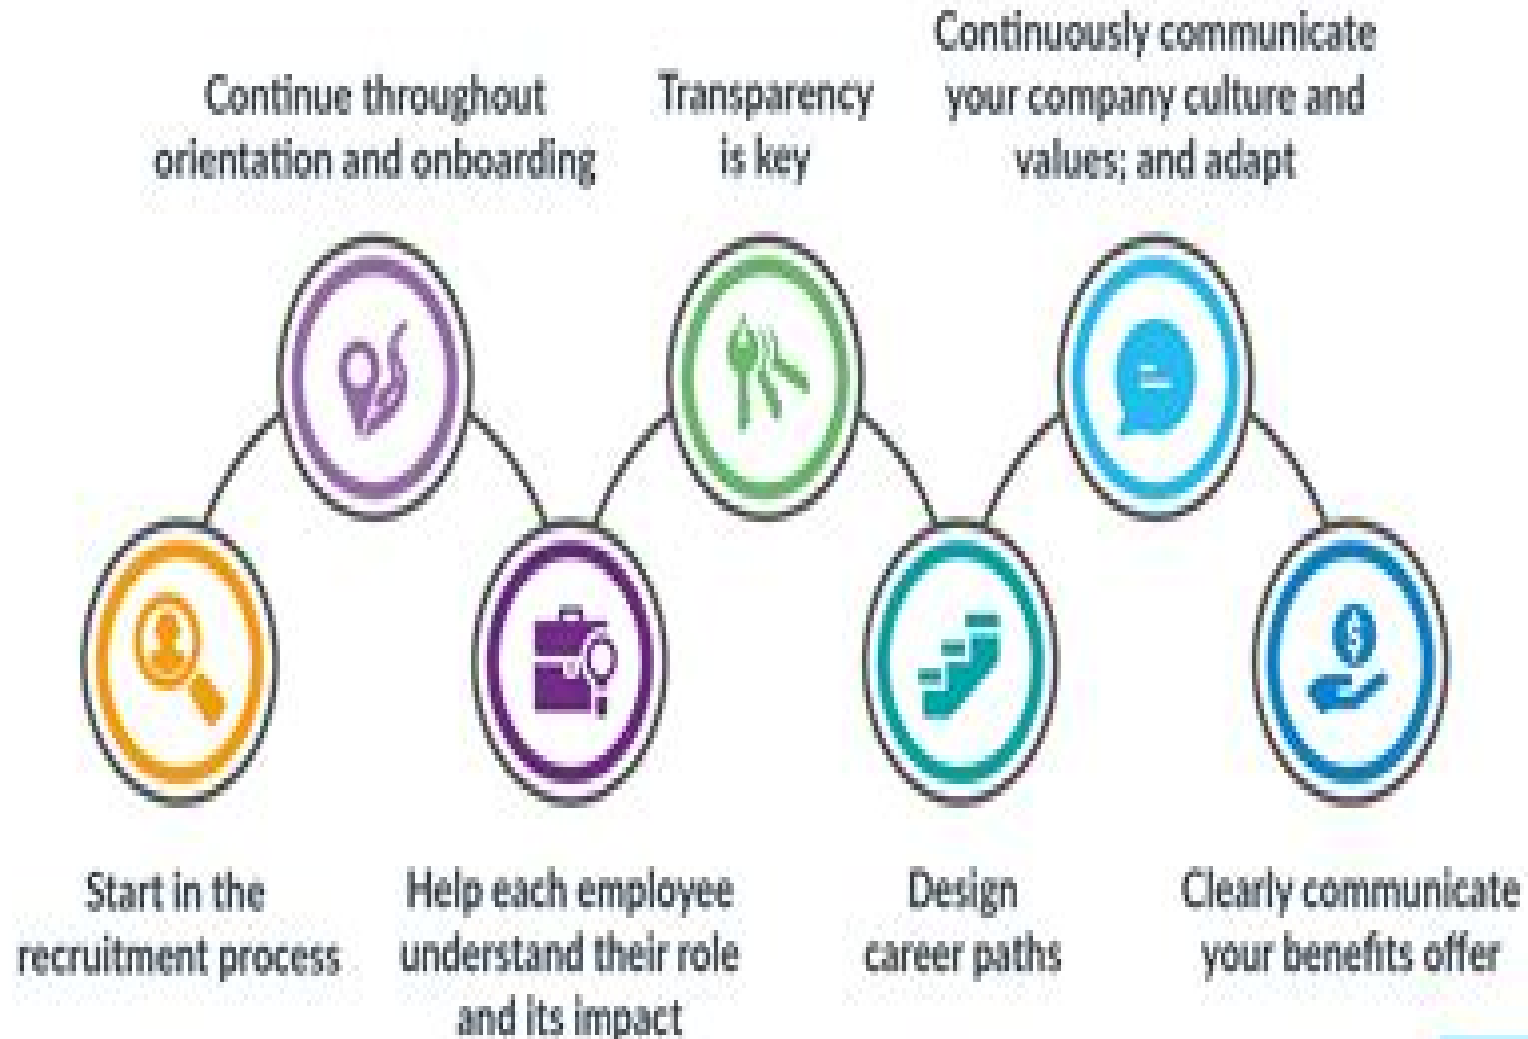 Continuously communicate
your company culture and
values; and adapt
Continue throughout
orientation and onboarding
Transparency
is key
Start in the
recruitment process
Help each employee
understand their role
and its impact
Design
career paths
Clearly communicate
your benefits offer